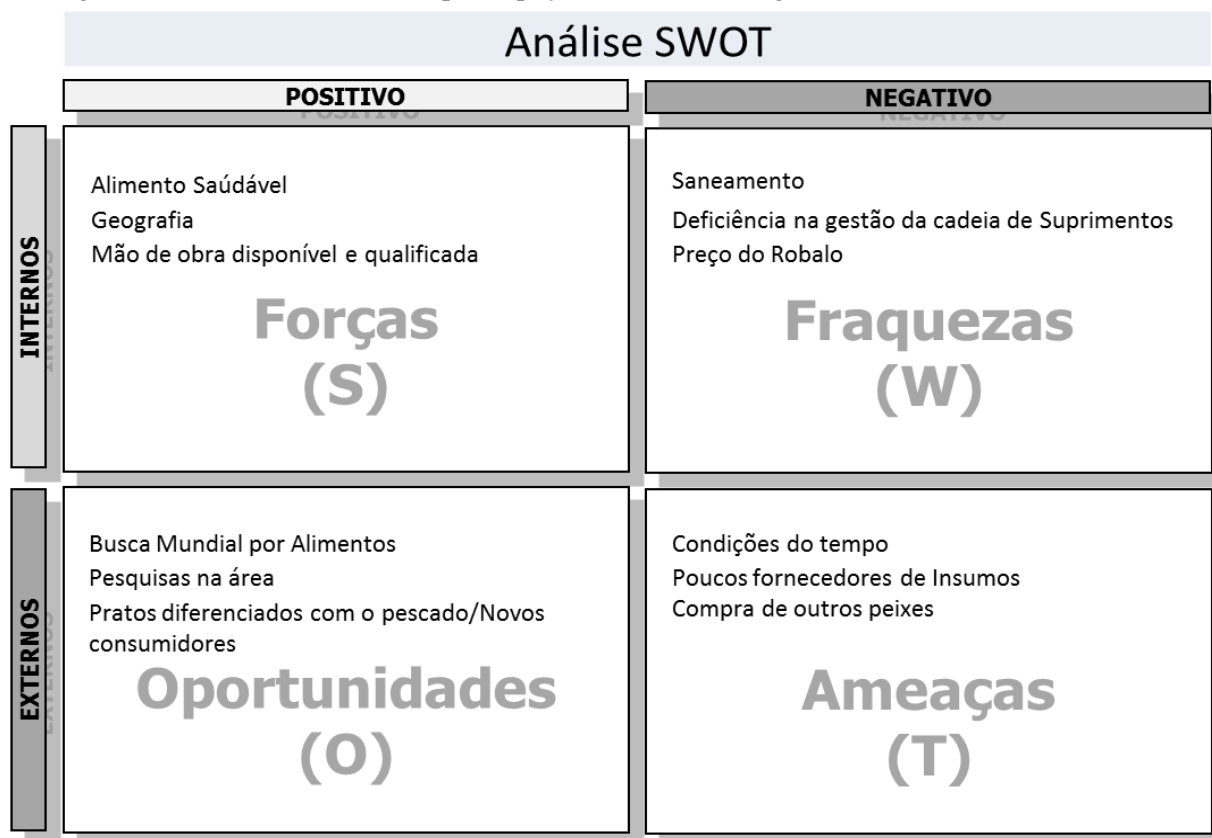 Análise SWOT
POSITIVO
NEGATIVO
INTERNOS
Alimento Saúdável
Geografia
Mão de obra disponível e qualificada
Forças
(S)
Saneamento
Deficiência na gestão da cadeia de Suprimentos
Preço do Robalo
Fraquezas
(W)
EXTERNOS
Busca Mundial por Alimentos
Pesquisas na área
Pratos diferenciados com o pescado/Novos
consumidores
Oportunidades
(O)
Condições do tempo
Poucos fornecedores de Insumos
Compra de outros peixes
Ameaças
(T)